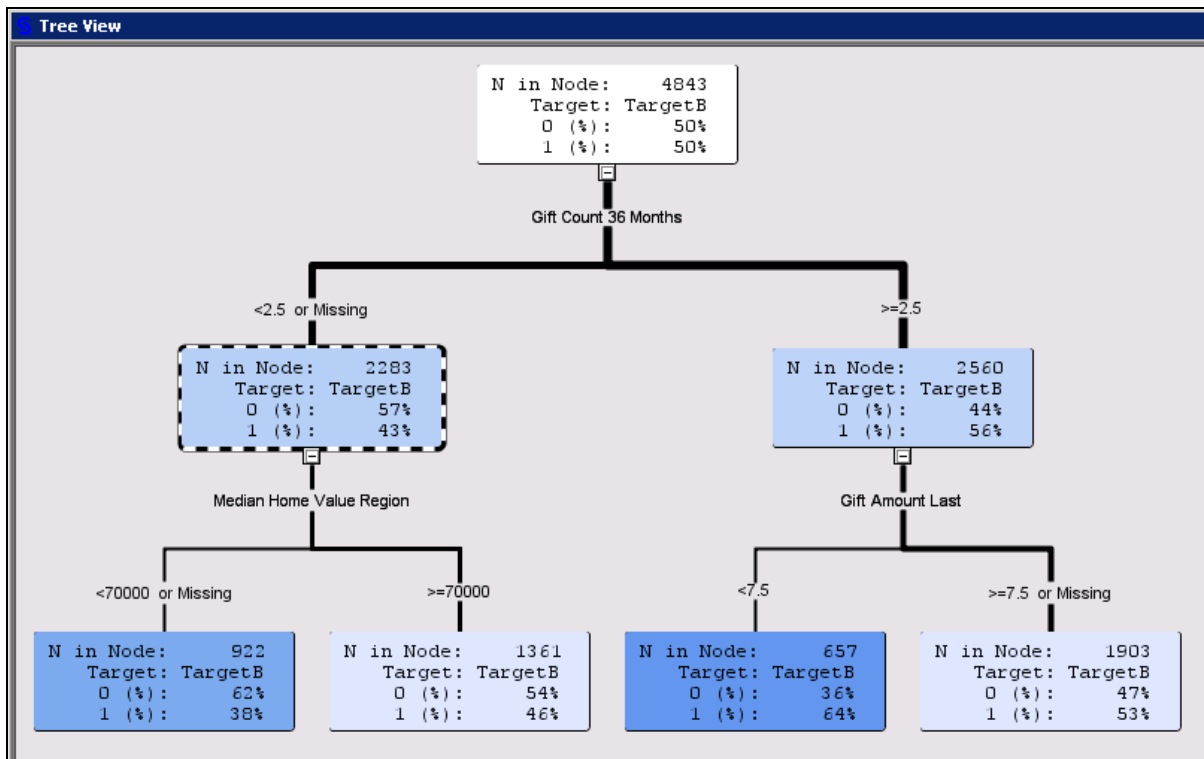 Tree View
N in Node: 4843
Target: TargetB
0 (%): 50%
1 (%): 50%
Gift Count 36 Months
<2.5 or Missing
>=2.5
N in Node: 2283
Target: TargetB
0 (%): 57%
1 (%): 43%
N in Node: 2560
Target: TargetB
0 (%): 44%
1 (%): 56%
Median Home Value Region
Gift Amount Last
<70000 or Missing
>=70000
<7.5
>=7.5 or Missing
N in Node: 922
Target: TargetB
0 (%): 62%
1 (%): 38%
N in Node: 1361
Target: TargetB
0 (%): 54%
1 (%): 46%
N in Node: 657
Target: TargetB
0 (%): 36%
1 (%): 64%
N in Node: 1903
Target: TargetB
0 (%): 47%
1 (%): 53%